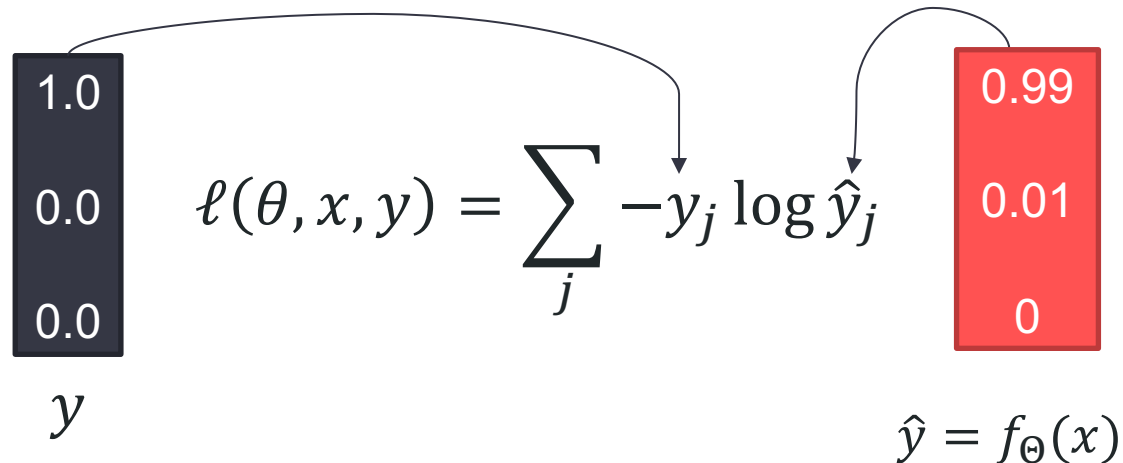 1.0
0.0
0.0
y
ℓ(θ, x, y) = ∑_j −y_j log ŷ_j
0.99
0.01
0
ŷ = f_Θ(x)